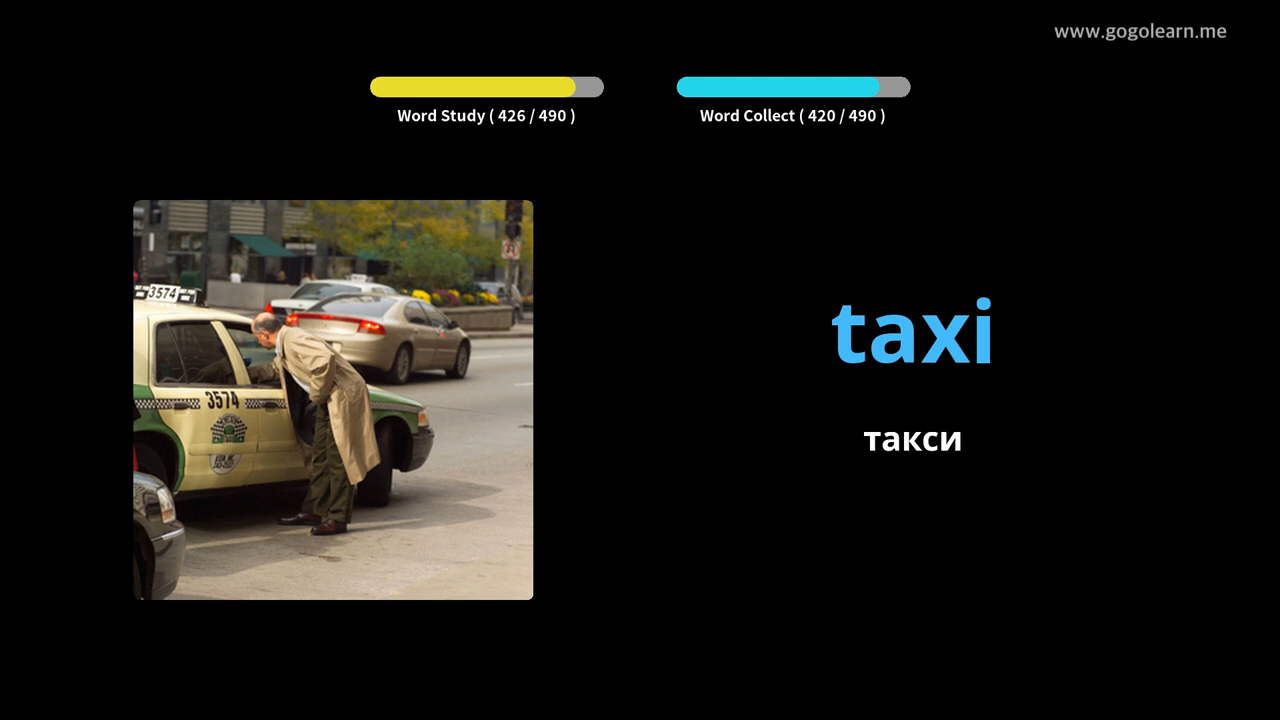 www.gogolearn.me
Word Study ( 426 / 490 )
Word Collect ( 420 / 490 )
3574
3574
taxi
такси